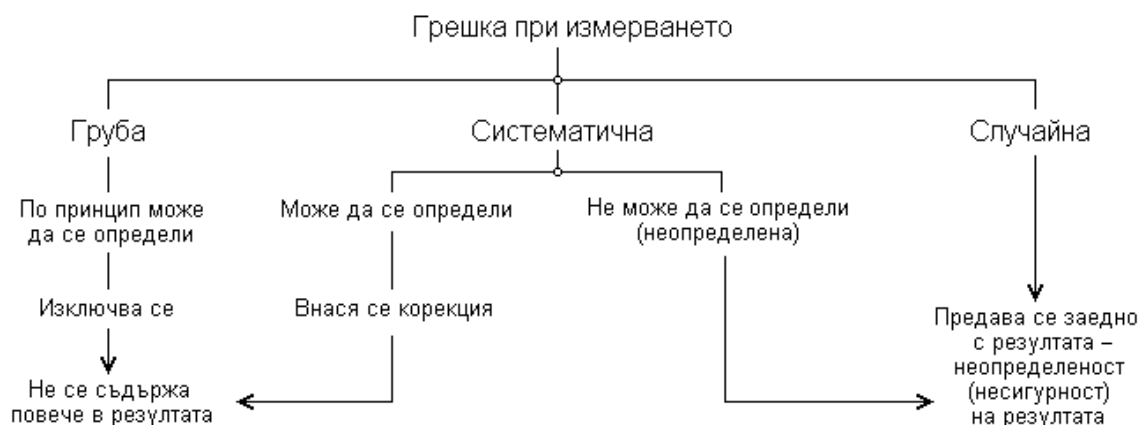 Грешка при измерването
Груба
Систематична
Случайна
По принцип може
да се определи
Може да се определи
Не може да се определи
(неопределена)
Изключва се
Внася се корекция
Предава се заедно
с резултата –
неопределеност
(несигурност)
на резултата
Не се съдържа
повече в резултата